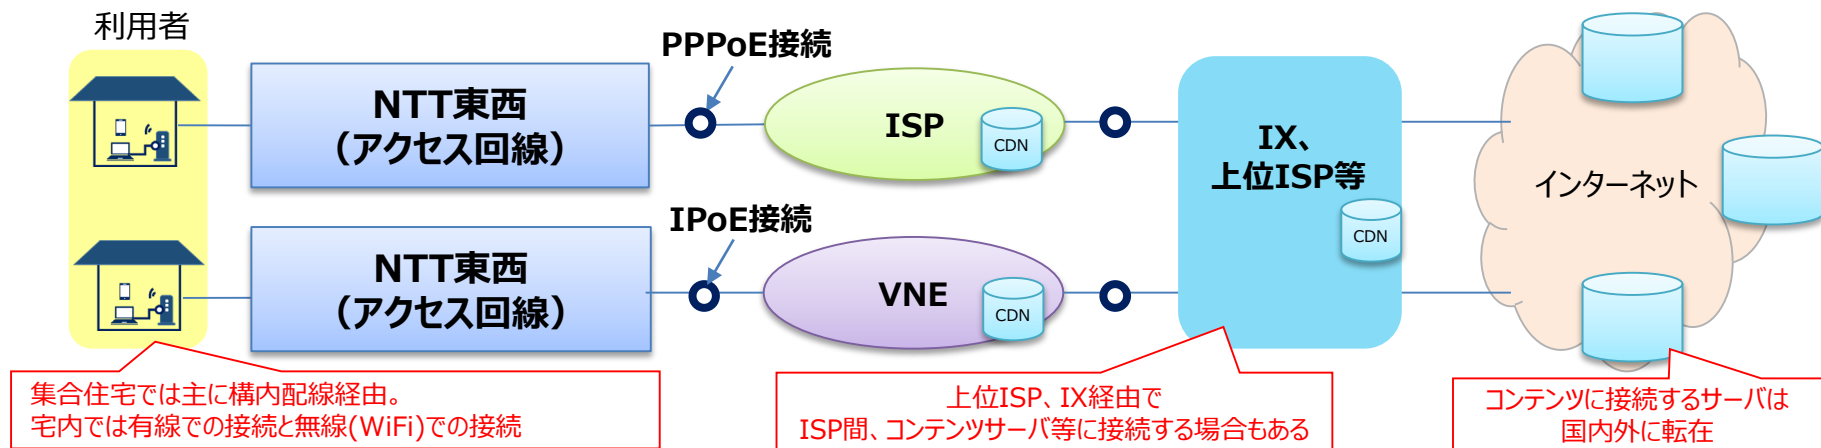 利用者
PPPoE接続
NTT東西
（アクセス回線）
ISP
CDN
IX、
上位ISP等
CDN
インターネット
IPoE接続
NTT東西
（アクセス回線）
VNE
CDN
集合住宅では主に構内配線経由。
宅内では有線での接続と無線(WiFi)での接続
上位ISP、IX経由で
ISP間、コンテンツサーバ等に接続する場合もある
コンテンツに接続するサーバは
国内外に転在